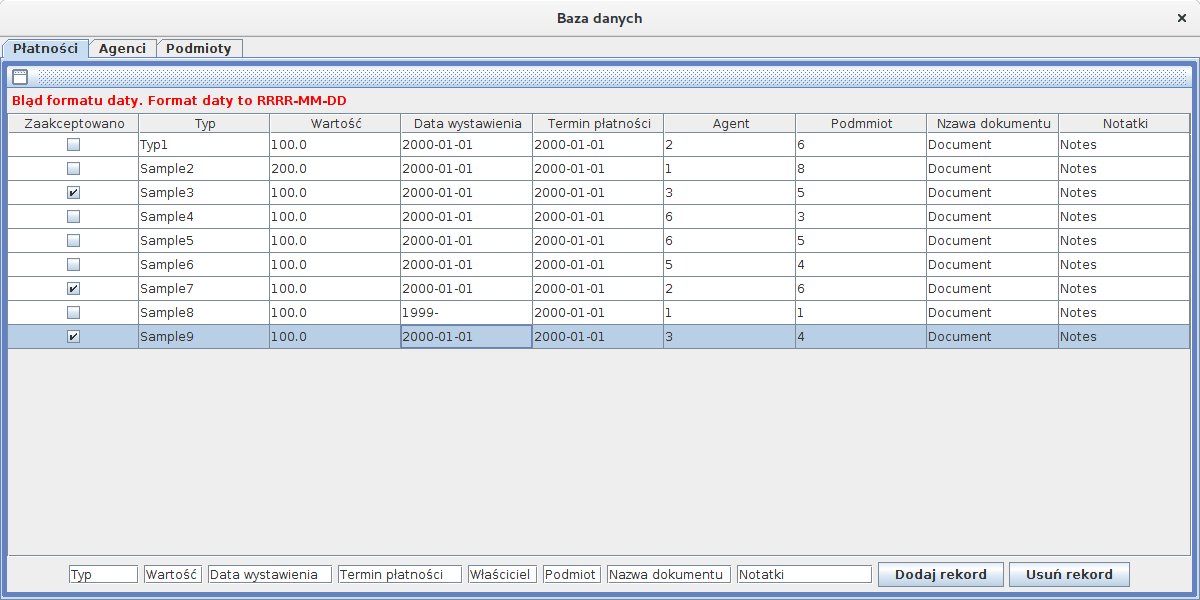 Baza danych
Płatności Agenci Podmioty
Bląd formatu daty. Format daty to RRRR-MM-DD
Zaakceptowano Typ Wartość Data wystawienia Termin płatności Agent Podmmiot Nzawa dokumentu Notatki
Typ1 100.0 2000-01-01 2000-01-01 2 6 Document Notes
Sample2 200.0 2000-01-01 2000-01-01 1 8 Document Notes
Sample3 100.0 2000-01-01 2000-01-01 3 5 Document Notes
Sample4 100.0 2000-01-01 2000-01-01 6 3 Document Notes
Sample5 100.0 2000-01-01 2000-01-01 6 5 Document Notes
Sample6 100.0 2000-01-01 2000-01-01 5 4 Document Notes
Sample7 100.0 2000-01-01 2000-01-01 2 6 Document Notes
Sample8 100.0 1999- 2000-01-01 1 1 Document Notes
Sample9 100.0 2000-01-01 2000-01-01 3 4 Document Notes
Typ Wartość Data wystawienia Termin płatności Właściciel Podmiot Nazwa dokumentu Notatki Dodaj rekord Usuń rekord